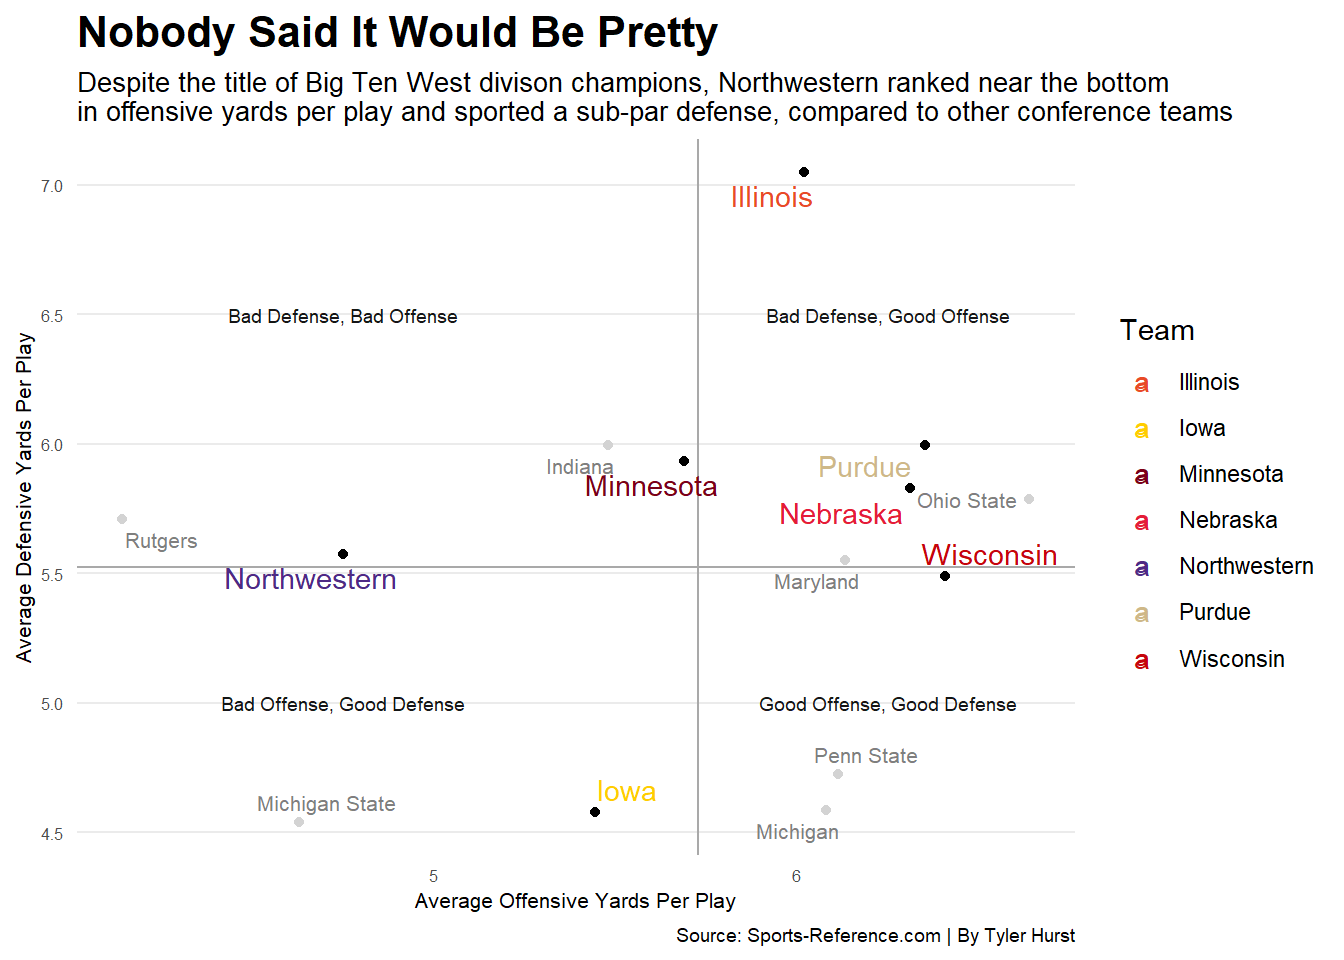 Nobody Said It Would Be Pretty
Despite the title of Big Ten West divison champions, Northwestern ranked near the bottom
in offensive yards per play and sported a sub-par defense, compared to other conference teams
7.0
6.5
6.0
5.5
5.0
4.5
Average Defensive Yards Per Play
Illinois
Bad Defense, Bad Offense
Bad Defense, Good Offense
Indiana
Minnesota
Purdue
Nebraska
Ohio State
Rutgers
Northwestern
Wisconsin
Maryland
Bad Offense, Good Defense
Good Offense, Good Defense
Penn State
Iowa
Michigan State
Michigan
5
6
Average Offensive Yards Per Play
Team
a Illinois
a Iowa
a Minnesota
a Nebraska
a Northwestern
a Purdue
a Wisconsin
Source: Sports-Reference.com | By Tyler Hurst